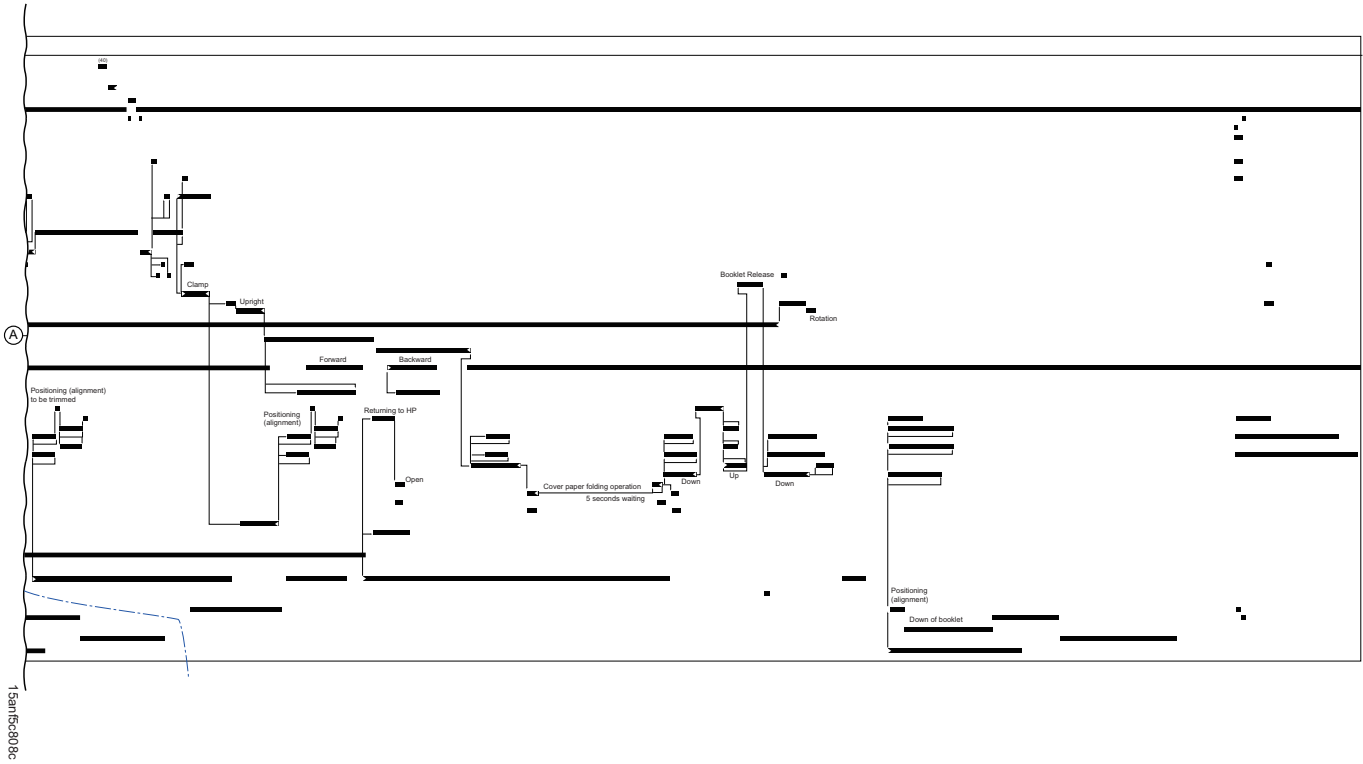 (40)
Clamp
Upright
Booklet Release
Rotation
A
Forward
Backward
Positioning (alignment)
to be trimmed
Positioning
(alignment)
Returning to HP
Open
Cover paper folding operation
5 seconds waiting
Down
Up
Down
Positioning
(alignment)
Down of booklet
15anf5c808c